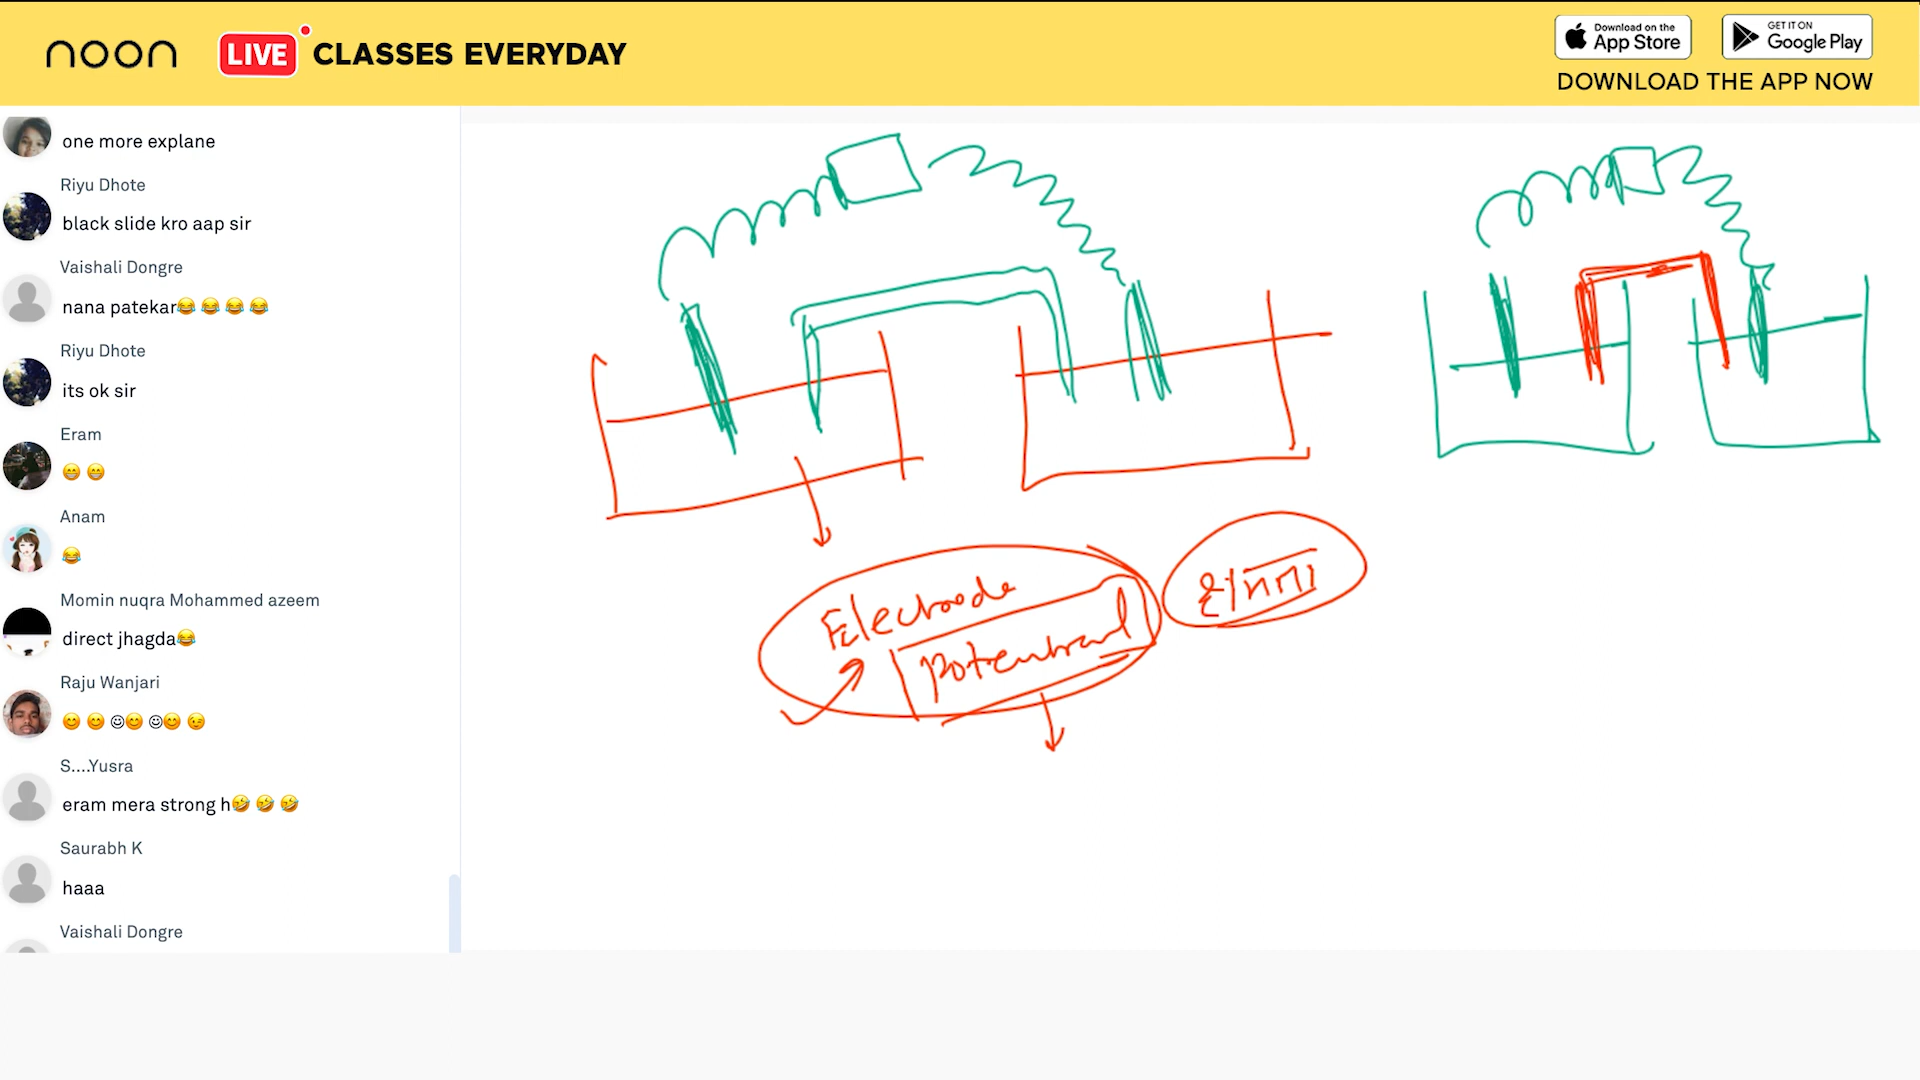 noon
LIVE CLASSES EVERYDAY
Download on the
App Store
GET IT ON
Google Play
DOWNLOAD THE APP NOW
one more explane
Riyu Dhote
black slide kro aap sir
Vaishali Dongre
nana patekar😂 😂 😂 😂
Riyu Dhote
its ok sir
Eram
😁 😁
Anam
😂
Momin nuqra Mohammed azeem
direct jhagda😂
Raju Wanjari
😊 😊 ☺😊 ☺😊 😉
S....Yusra
eram mera strong h🤣 🤣 🤣
Saurabh K
haaa
Vaishali Dongre
Electrode
Potential